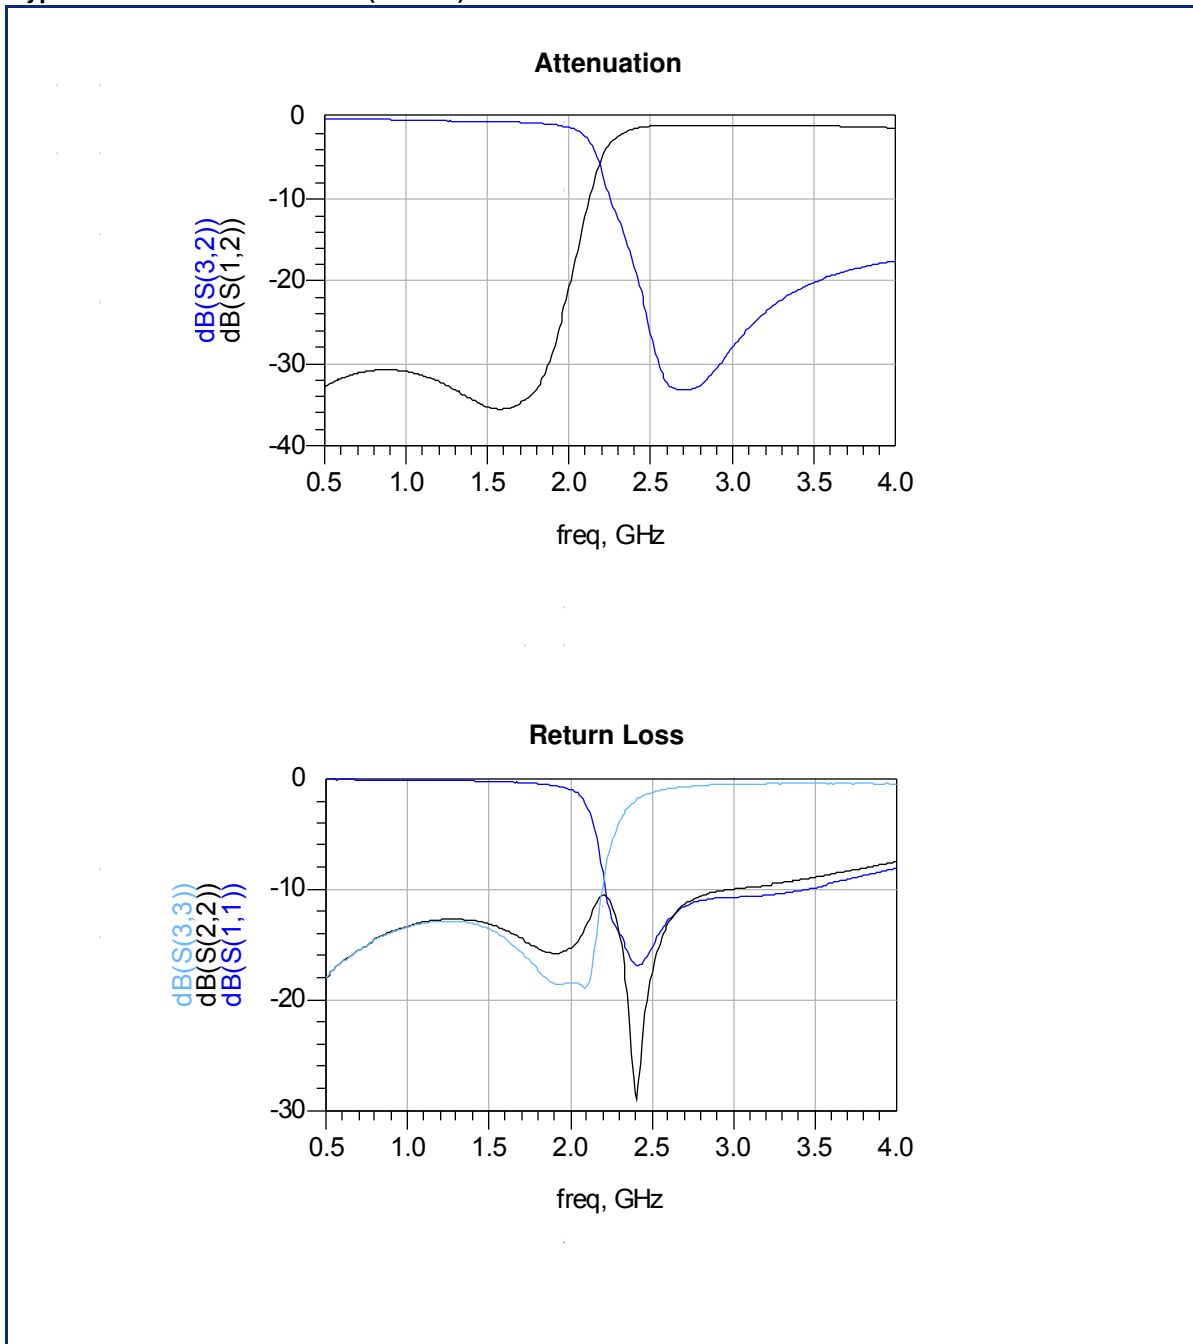 Attenuation
0
-10
-20
-30
-40
dB(S(3,2))
dB(S(1,2))
0.5 1.0 1.5 2.0 2.5 3.0 3.5 4.0
freq, GHz
Return Loss
0
-10
-20
-30
dB(S(3,3))
dB(S(2,2))
dB(S(1,1))
0.5 1.0 1.5 2.0 2.5 3.0 3.5 4.0
freq, GHz